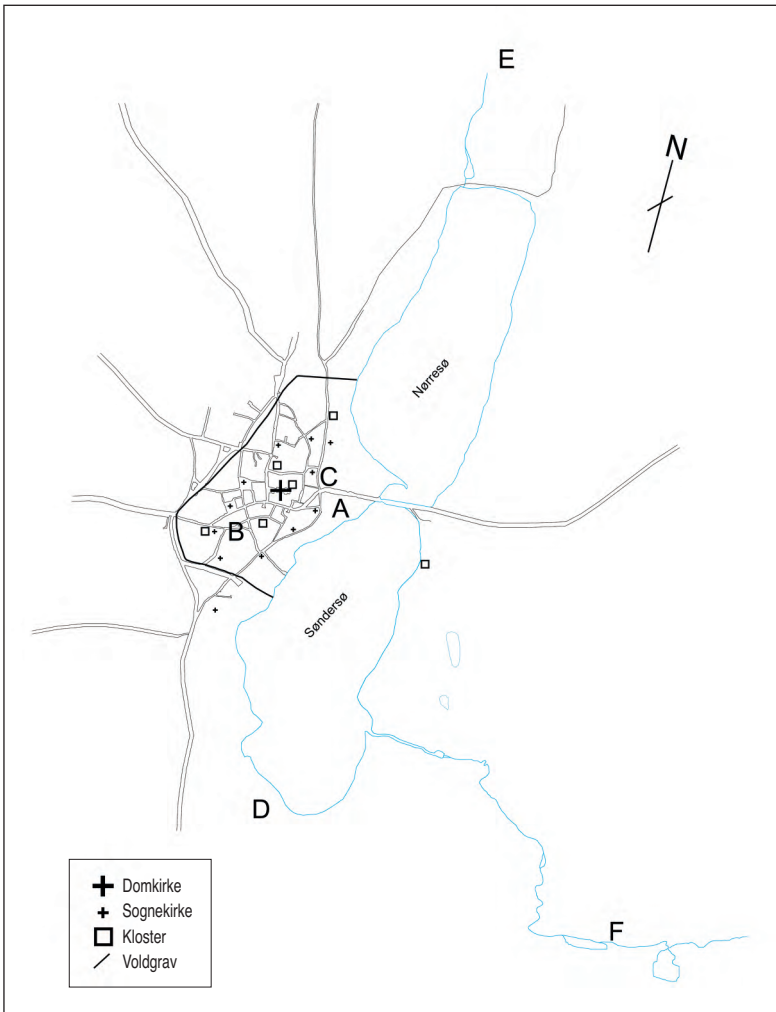 E
N
Nørresø
C
A
B
Søndersø
D
F
Domkirke
Sognekirke
Kloster
Voldgrav